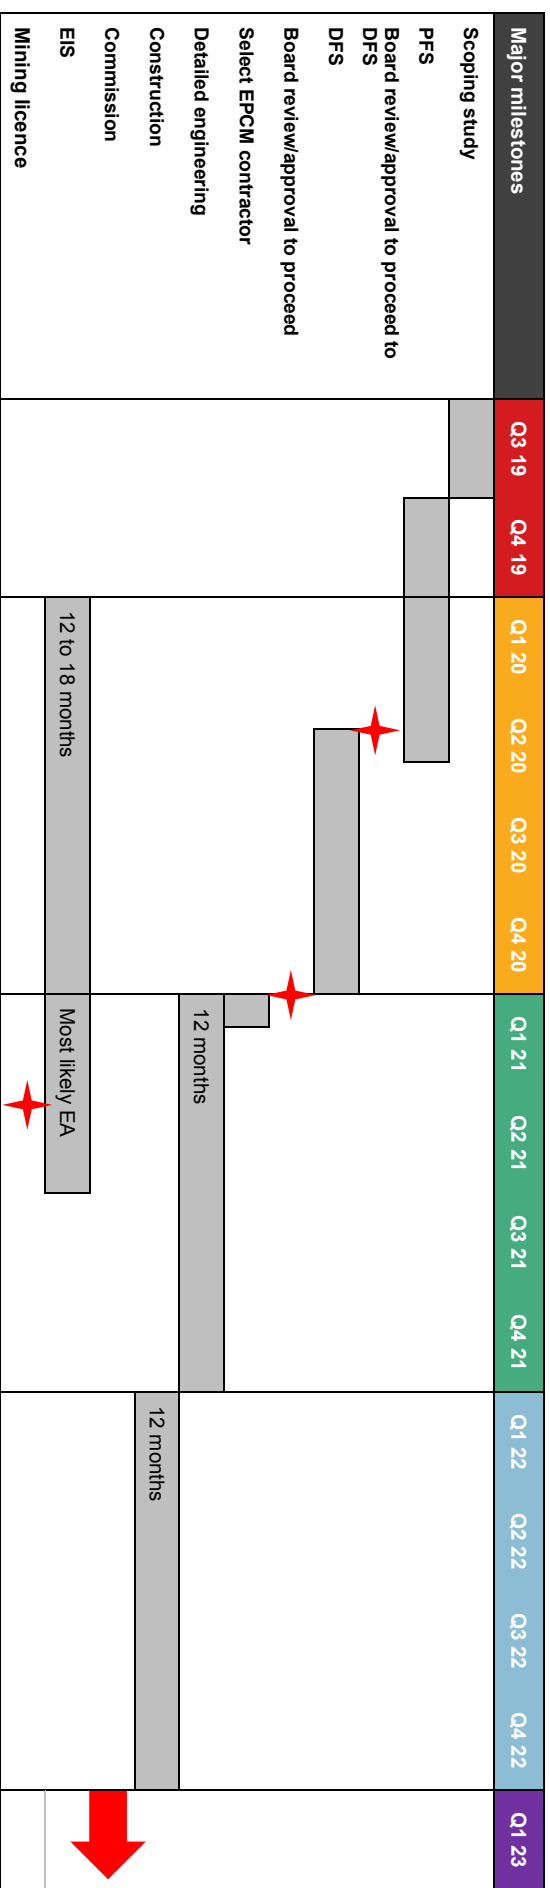 Major milestones
Q3 19
Q4 19
Q1 20
Q2 20
Q3 20
Q4 20
Q1 21
Q2 21
Q3 21
Q4 21
Q1 22
Q2 22
Q3 22
Q4 22
Q1 23
Scoping study
PFS
Board review/approval to proceed to
DFS
DFS
Board review/approval to proceed
Select EPCM contractor
Detailed engineering
12 months
Construction
12 months
Commission
EIS
12 to 18 months
Most likely EA
Mining licence